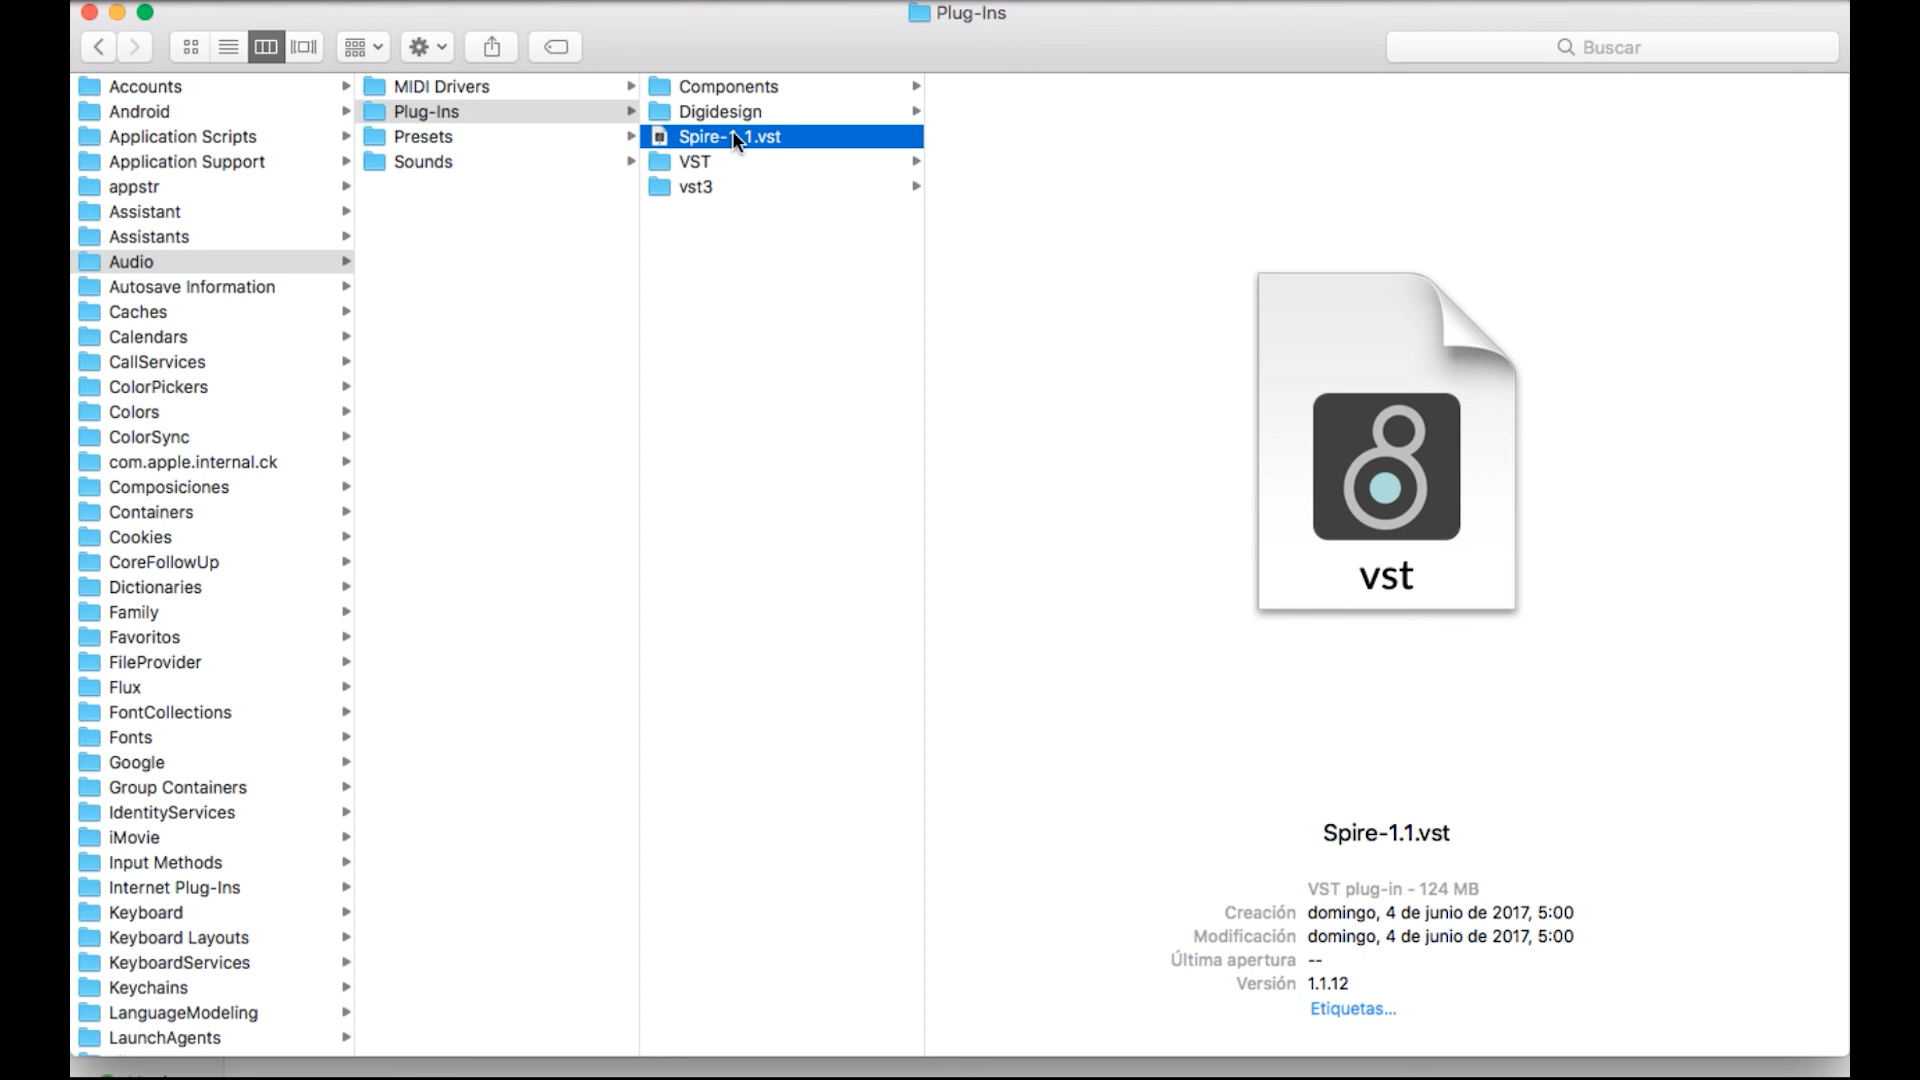 Plug-Ins
Buscar
Accounts
Android
Application Scripts
Application Support
appstr
Assistant
Assistants
Audio
Autosave Information
Caches
Calendars
CallServices
ColorPickers
Colors
ColorSync
com.apple.internal.ck
Composiciones
Containers
Cookies
CoreFollowUp
Dictionaries
Family
Favoritos
FileProvider
Flux
FontCollections
Fonts
Google
Group Containers
IdentityServices
iMovie
Input Methods
Internet Plug-Ins
Keyboard
Keyboard Layouts
KeyboardServices
Keychains
LanguageModeling
LaunchAgents
MIDI Drivers
Plug-Ins
Presets
Sounds
Components
Digidesign
Spire-1.1.vst
VST
vst3
vst
Spire-1.1.vst
VST plug-in - 124 MB
Creación domingo, 4 de junio de 2017, 5:00
Modificación domingo, 4 de junio de 2017, 5:00
Última apertura --
Versión 1.1.12
Etiquetas...